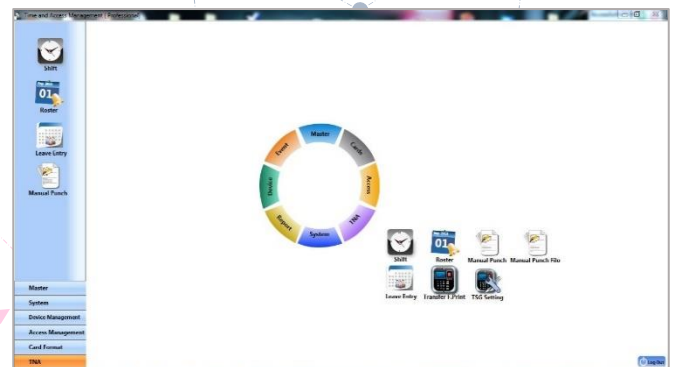 Time and Access Management | Professional
Shift
01
Roster
Leave Entry
Manual Punch
Master
System
Device Management
Access Management
Card Format
TNA
Master
Cards
Access
TNA
System
Report
Device
Event
Shift
01
Roster
Manual Punch
Manual Punch File
Leave Entry
Transfer T.Print
TSG Setting
Log Out